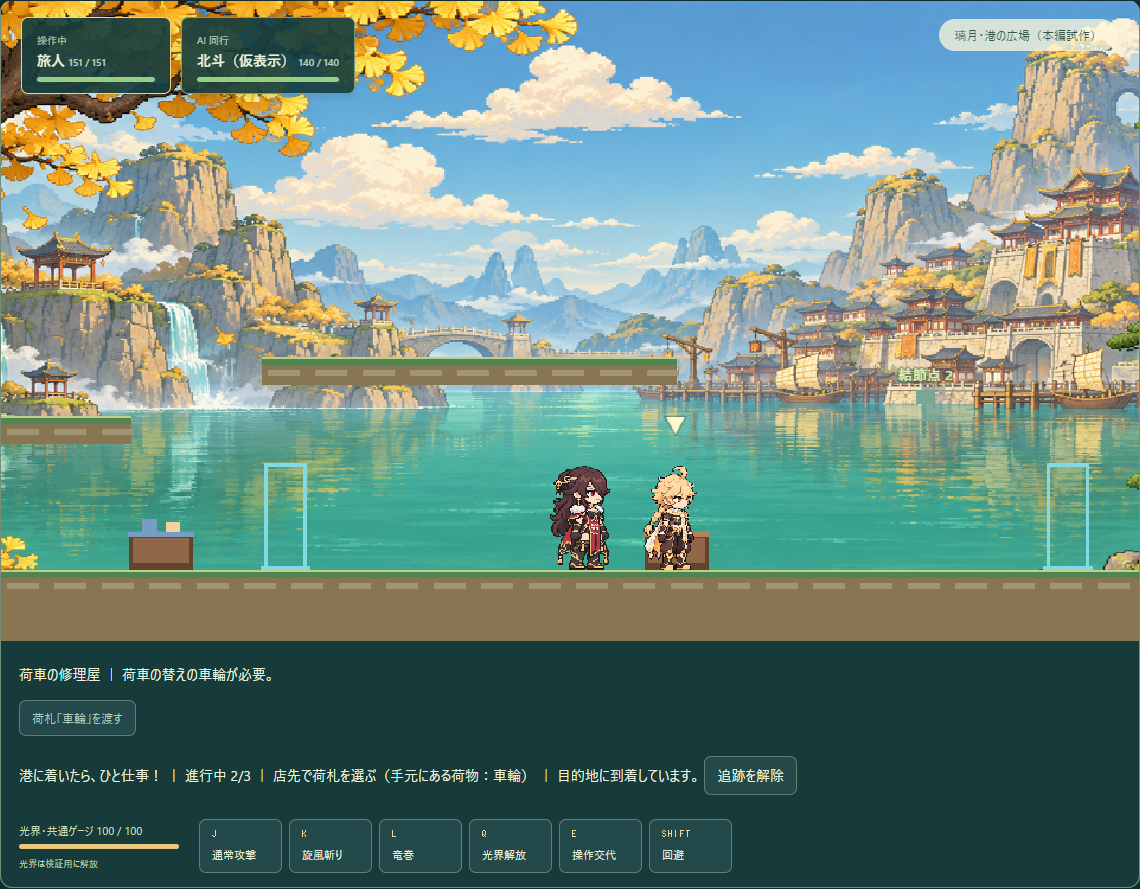 操作中
旅人 151 / 151
AI 同行
北斗（仮表示） 140 / 140
璃月・港の広場（本編試作）
結節点 2
荷車の修理屋 ｜ 荷車の替えの車輪が必要。
荷札「車輪」を渡す
港に着いたら、ひと仕事！ ｜ 進行中 2/3 ｜ 店先で荷札を選ぶ（手元にある荷物：車輪） ｜ 目的地に到着しています。 追跡を解除
光界・共通ゲージ 100 / 100
光界は検証用に解放
J
通常攻撃
K
旋風斬り
L
竜巻
Q
光界解放
E
操作交代
SHIFT
回避